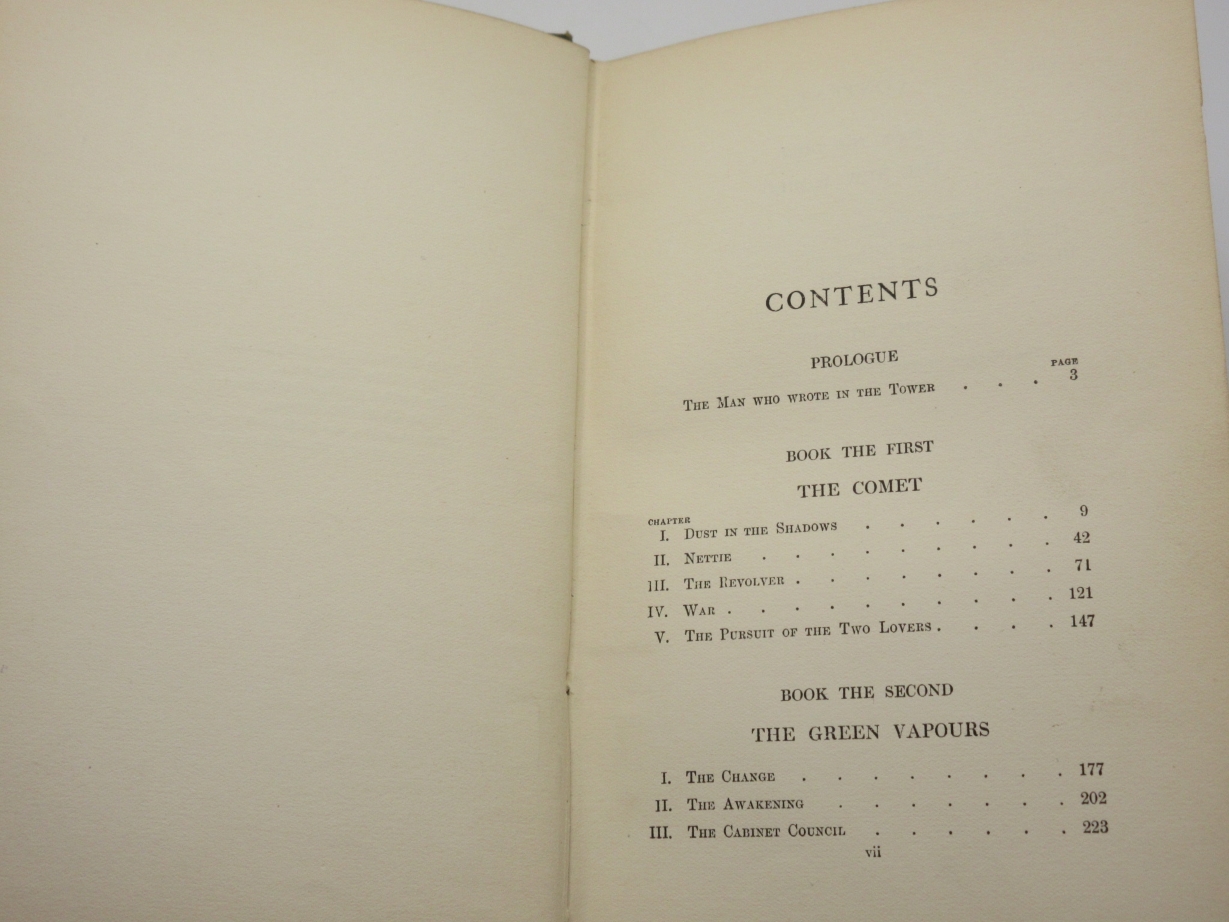 CONTENTS
PROLOGUE
PAGE
The Man who wrote in the Tower . . . 3
BOOK THE FIRST
THE COMET
CHAPTER
I. Dust in the Shadows . . . . . . 9
II. Nettie . . . . . . . . . 42
III. The Revolver . . . . . . . . 71
IV. War . . . . . . . . . . 121
V. The Pursuit of the Two Lovers . . . . 147
BOOK THE SECOND
THE GREEN VAPOURS
I. The Change . . . . . . . . 177
II. The Awakening . . . . . . . 202
III. The Cabinet Council . . . . . . 223
vii